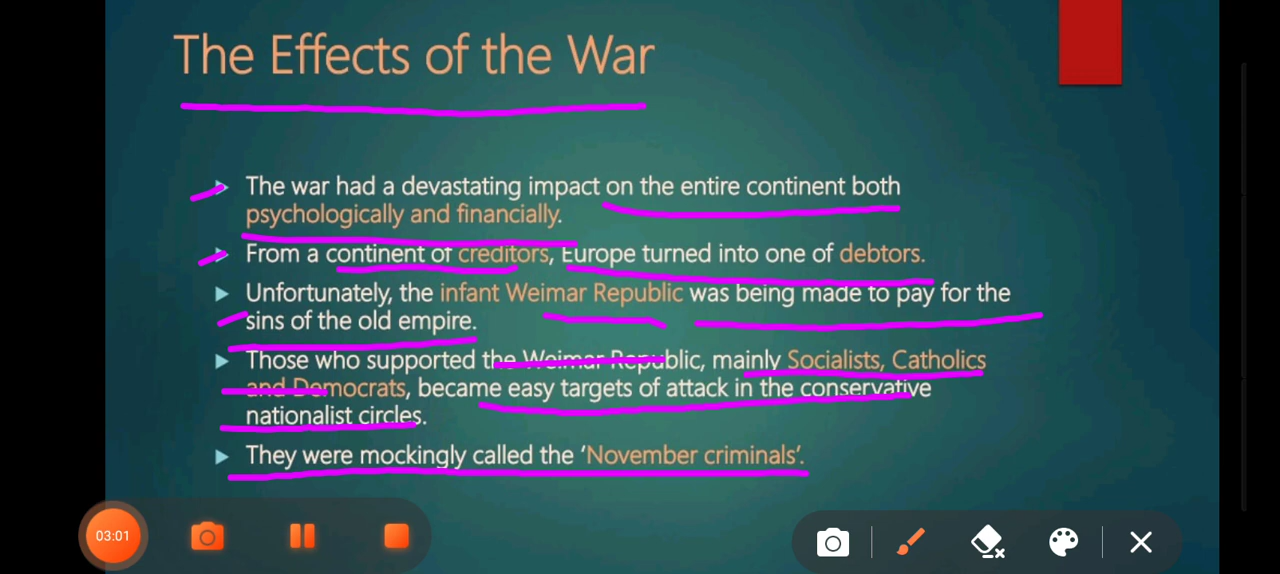 The Effects of the War
The war had a devastating impact on the entire continent both
psychologically and financially.
From a continent of creditors, Europe turned into one of debtors.
Unfortunately, the infant Weimar Republic was being made to pay for the
sins of the old empire.
Those who supported the Weimar Republic, mainly Socialists, Catholics
and Democrats, became easy targets of attack in the conservative
nationalist circles.
They were mockingly called the ‘November criminals’.
03:01